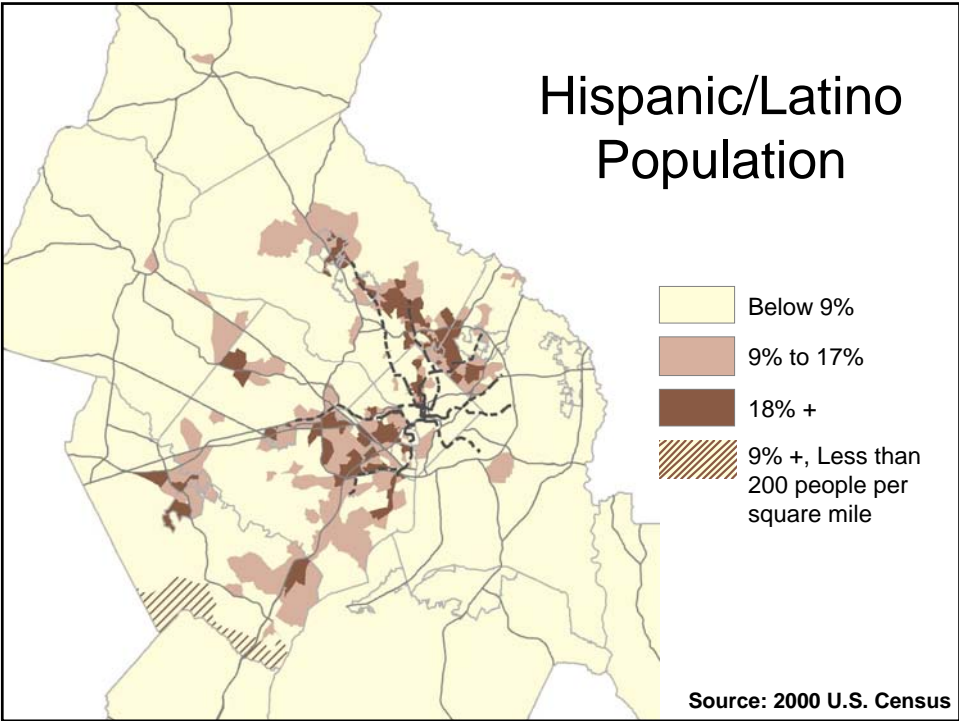 Hispanic/Latino
Population
Below 9%
9% to 17%
18% +
9% +, Less than
200 people per
square mile
Source: 2000 U.S. Census